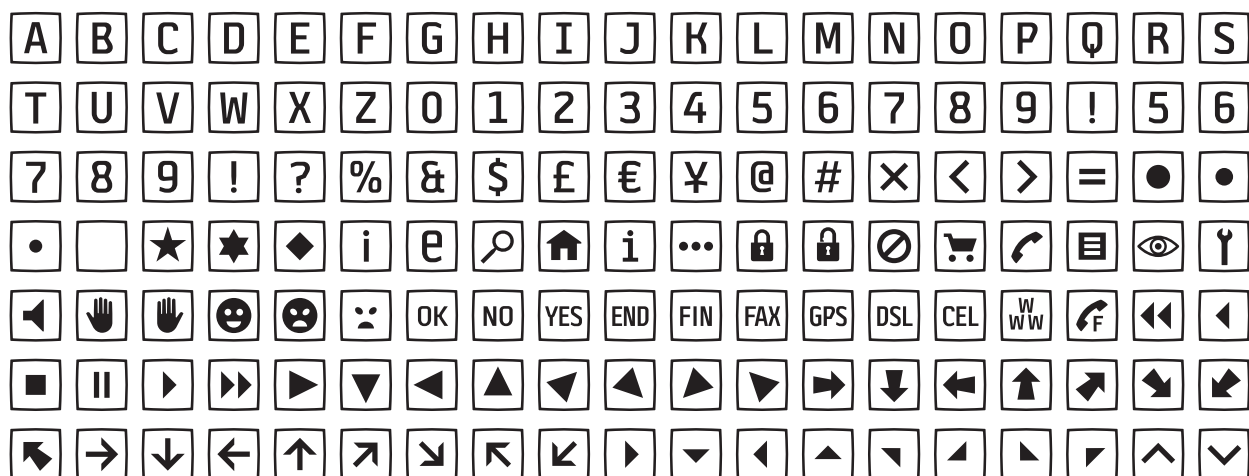 A B C D E F G H I J K L M N O P Q R S
T U V W X Z 0 1 2 3 4 5 6 7 8 9 ! 5 6
7 8 9 ! ? % & $ £ € ¥ @ # × < > = ● •
• ★ ✶ ◆ i e i •••
OK NO YES END FIN FAX GPS DSL CEL WWW F